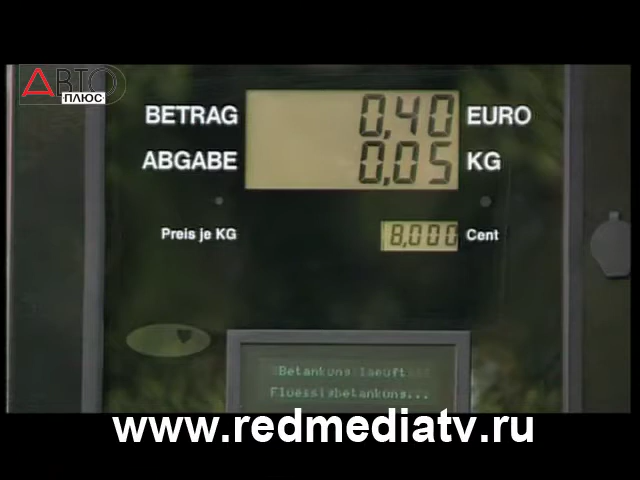 АВТО
ПЛЮС
BETRAG 0,40 EURO
ABGABE 0,05 KG
Preis je KG 8,000 Cent
Betankung laeuft
Fluessigbetankung...
www.redmediatv.ru